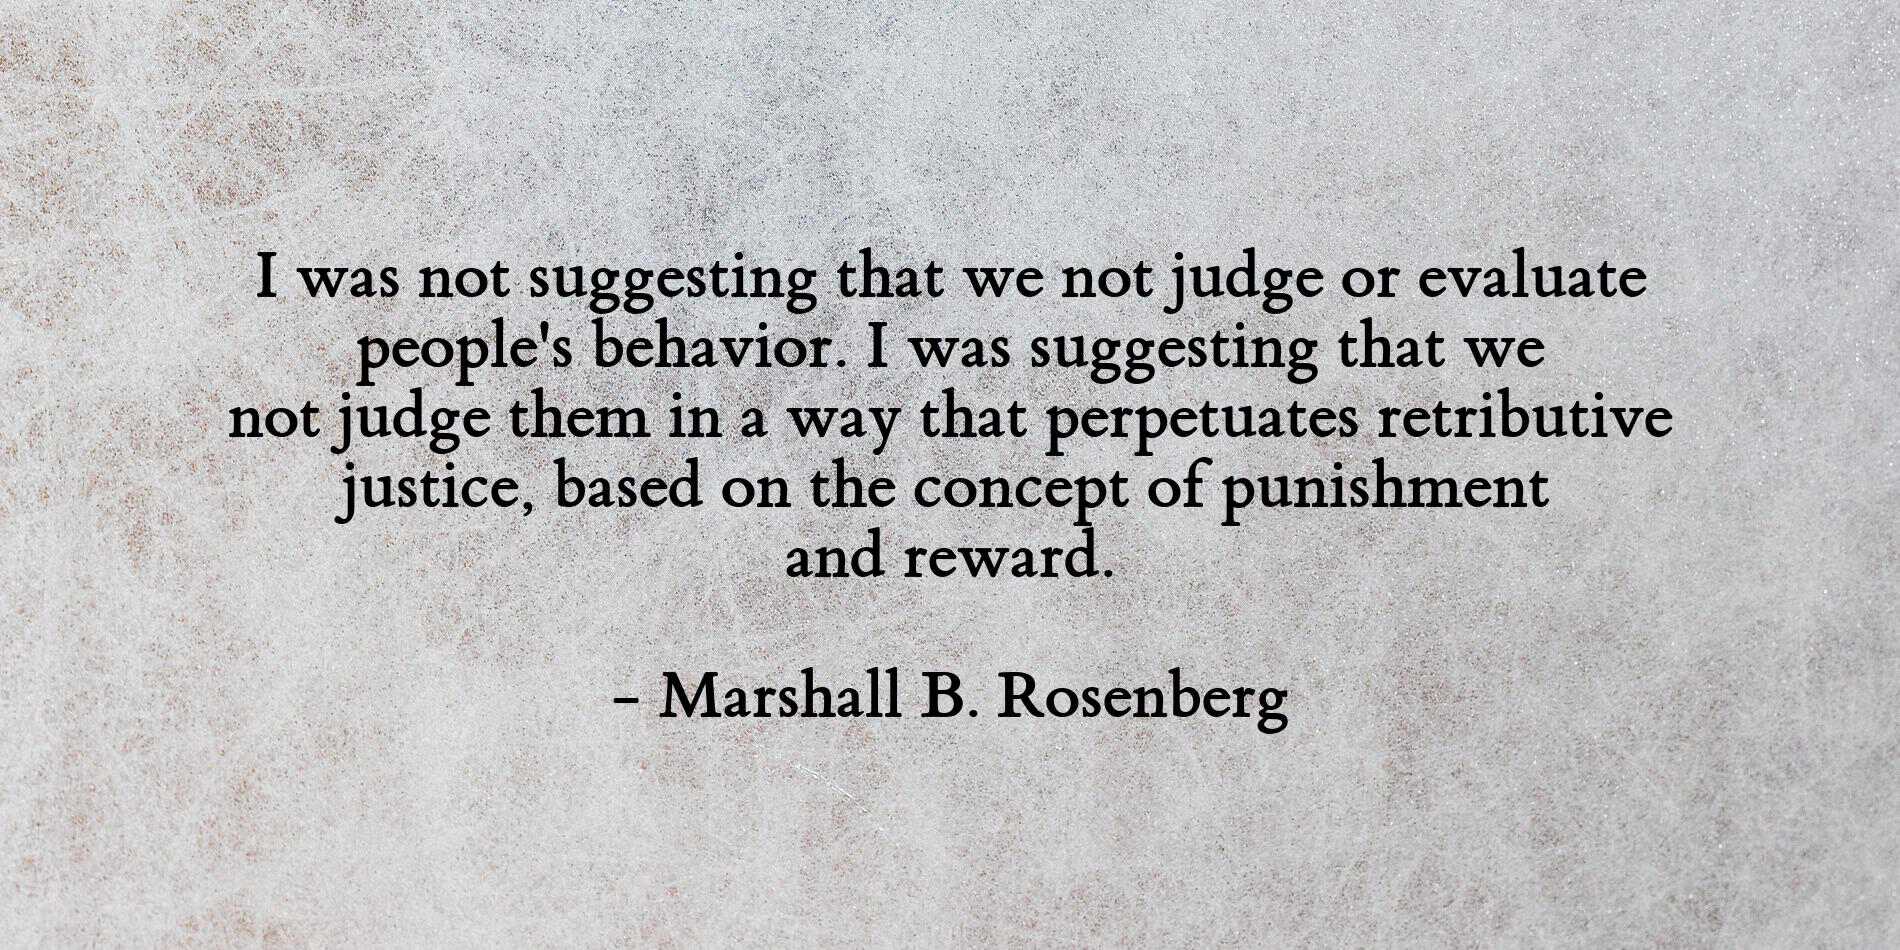 I was not suggesting that we not judge or evaluate
people's behavior. I was suggesting that we
not judge them in a way that perpetuates retributive
justice, based on the concept of punishment
and reward.
- Marshall B. Rosenberg